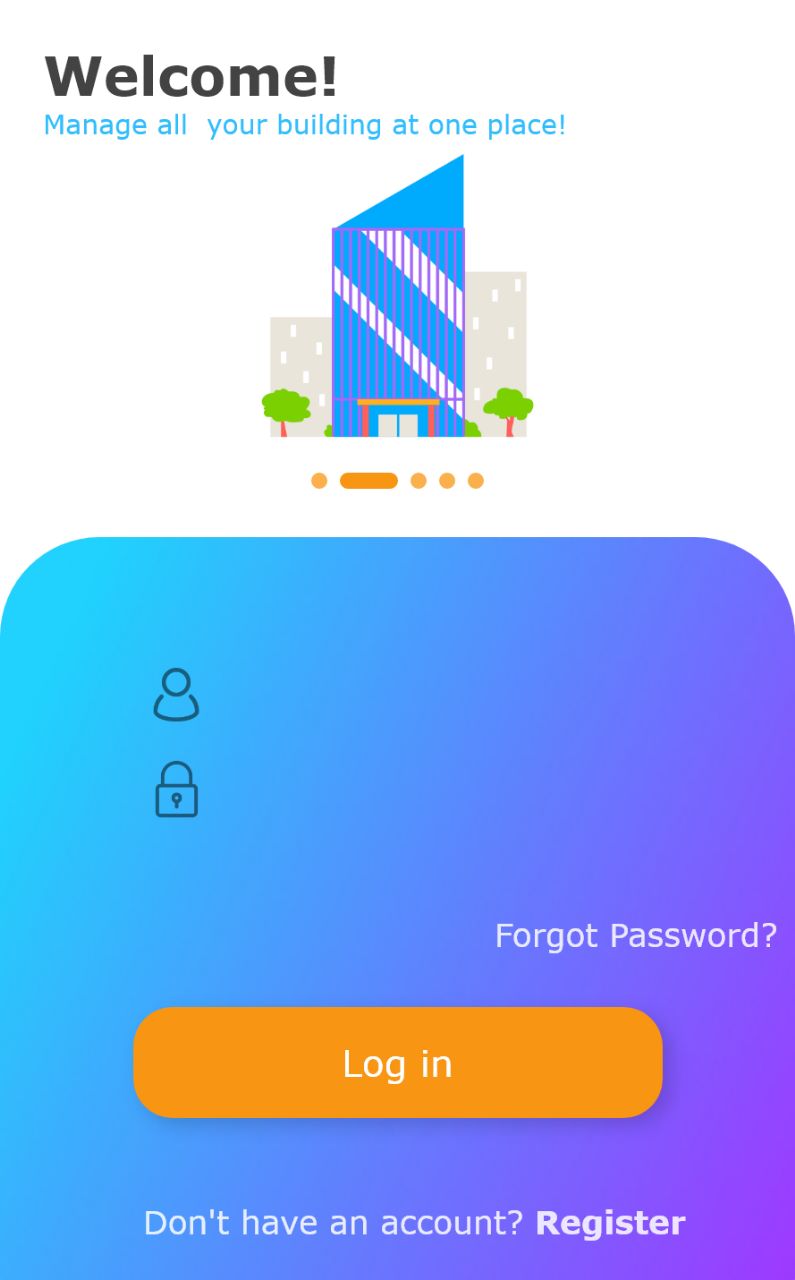 Welcome!
Manage all  your building at one place!
Forgot Password?
Log in
Don't have an account? Register